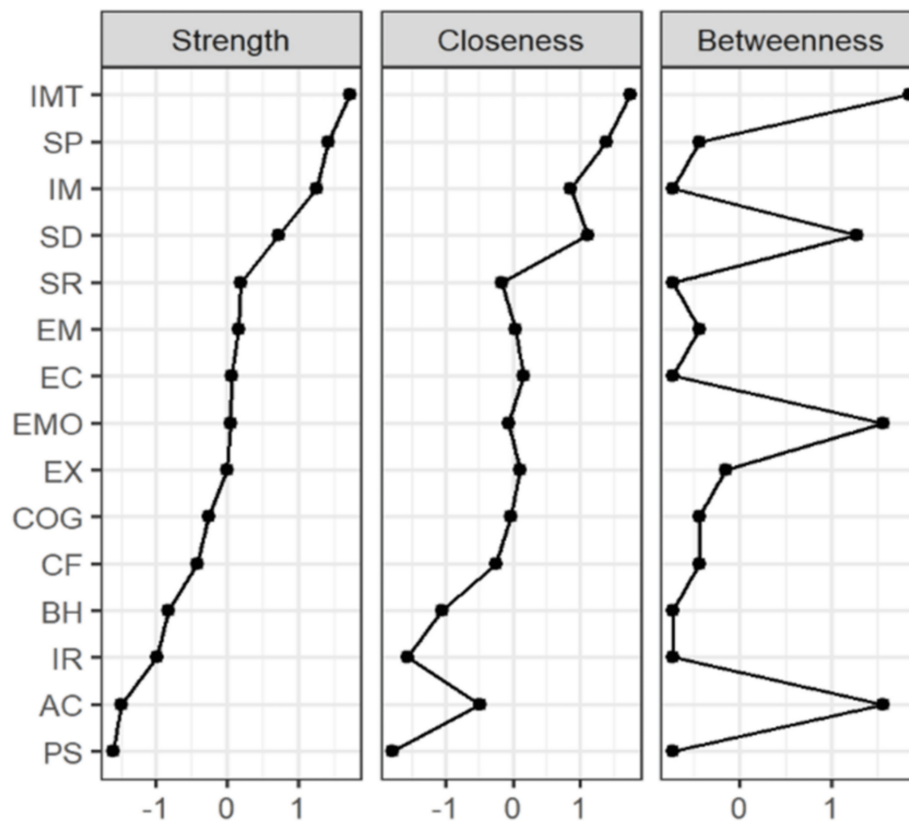 Strength Closeness Betweenness
IMT
SP
IM
SD
SR
EM
EC
EMO
EX
COG
CF
BH
IR
AC
PS
-1 0 1 -1 0 1 0 1